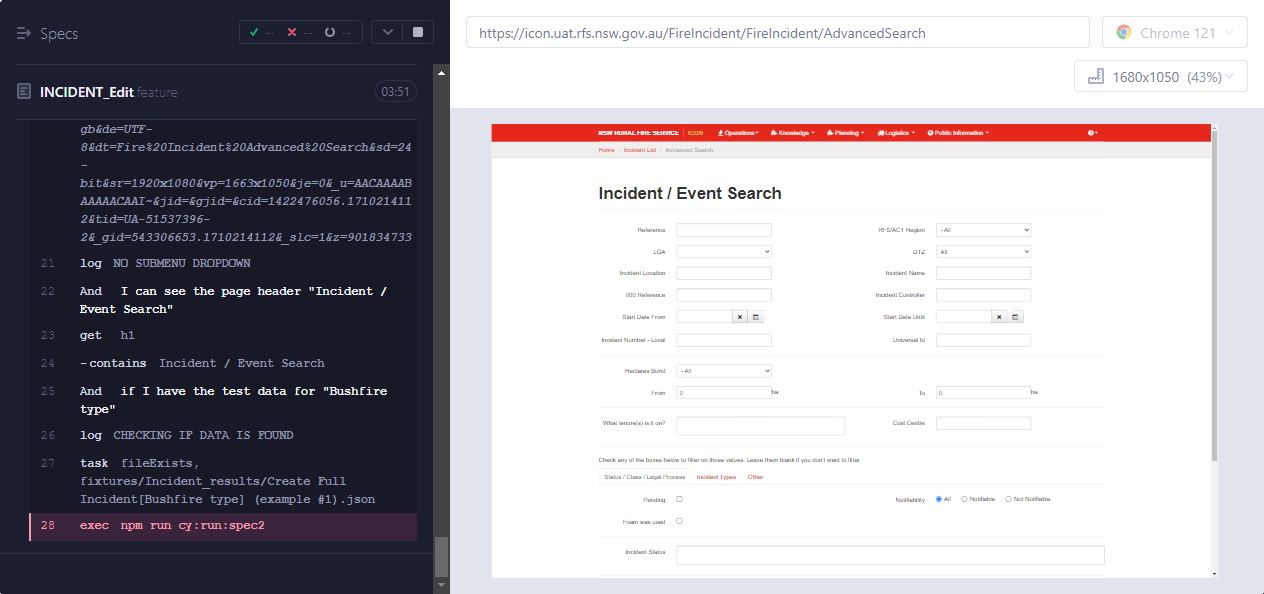 Specs
-- -- --
INCIDENT_Edit.feature
03:51
gb&de=UTF-
8&dt=Fire%20Incident%20Advanced%20Search&sd=24
-
bit&sr=1920x1080&vp=1663x1050&je=0&_u=AACAAAAB
AAAAACAAI~&jid=&gjid=&cid=1422476056.171021411
2&tid=UA-51537396-
2&_gid=543306653.1710214112&_slc=1&z=901834733
21 log NO SUBMENU DROPDOWN
22 And I can see the page header "Incident /
Event Search"
23 get h1
24 -contains Incident / Event Search
25 And if I have the test data for "Bushfire
type"
26 log CHECKING IF DATA IS FOUND
27 task fileExists,
fixtures/Incident_results/Create Full
Incident[Bushfire type] (example #1).json
28 exec npm run cy:run:spec2
https://icon.uat.rfs.nsw.gov.au/FireIncident/FireIncident/AdvancedSearch
Chrome 121
1680x1050 (43%)
NSW RURAL FIRE SERVICE ICON Operations Knowledge Planning Logistics Public Information
Home / Incident List / Advanced Search
Incident / Event Search
Reference RFS/ACT Region - All
LGA DTZ All
Incident Location Incident Name
000 Reference Incident Controller
Start Date From Start Date Until
Incident Number - Local Universal Id
Hectares Burnt - All
From 0 ha To 0 ha
What tenure(s) is it on? Cost Centre
Check any of the boxes below to filter on those values. Leave them blank if you don't want to filter.
Status / Class / Legal Process Incident Types Other
Pending Notifiability All Notifiable Not Notifiable
Foam was used
Incident Status